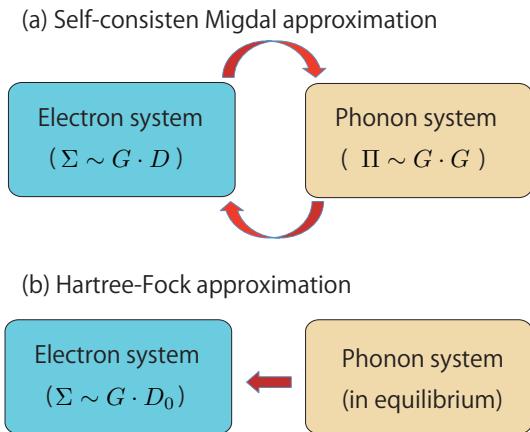 (a) Self-consisten Migdal approximation
Electron system
( Σ ∼ G · D )
Phonon system
( Π ∼ G · G )
(b) Hartree-Fock approximation
Electron system
( Σ ∼ G · D₀ )
Phonon system
(in equilibrium)